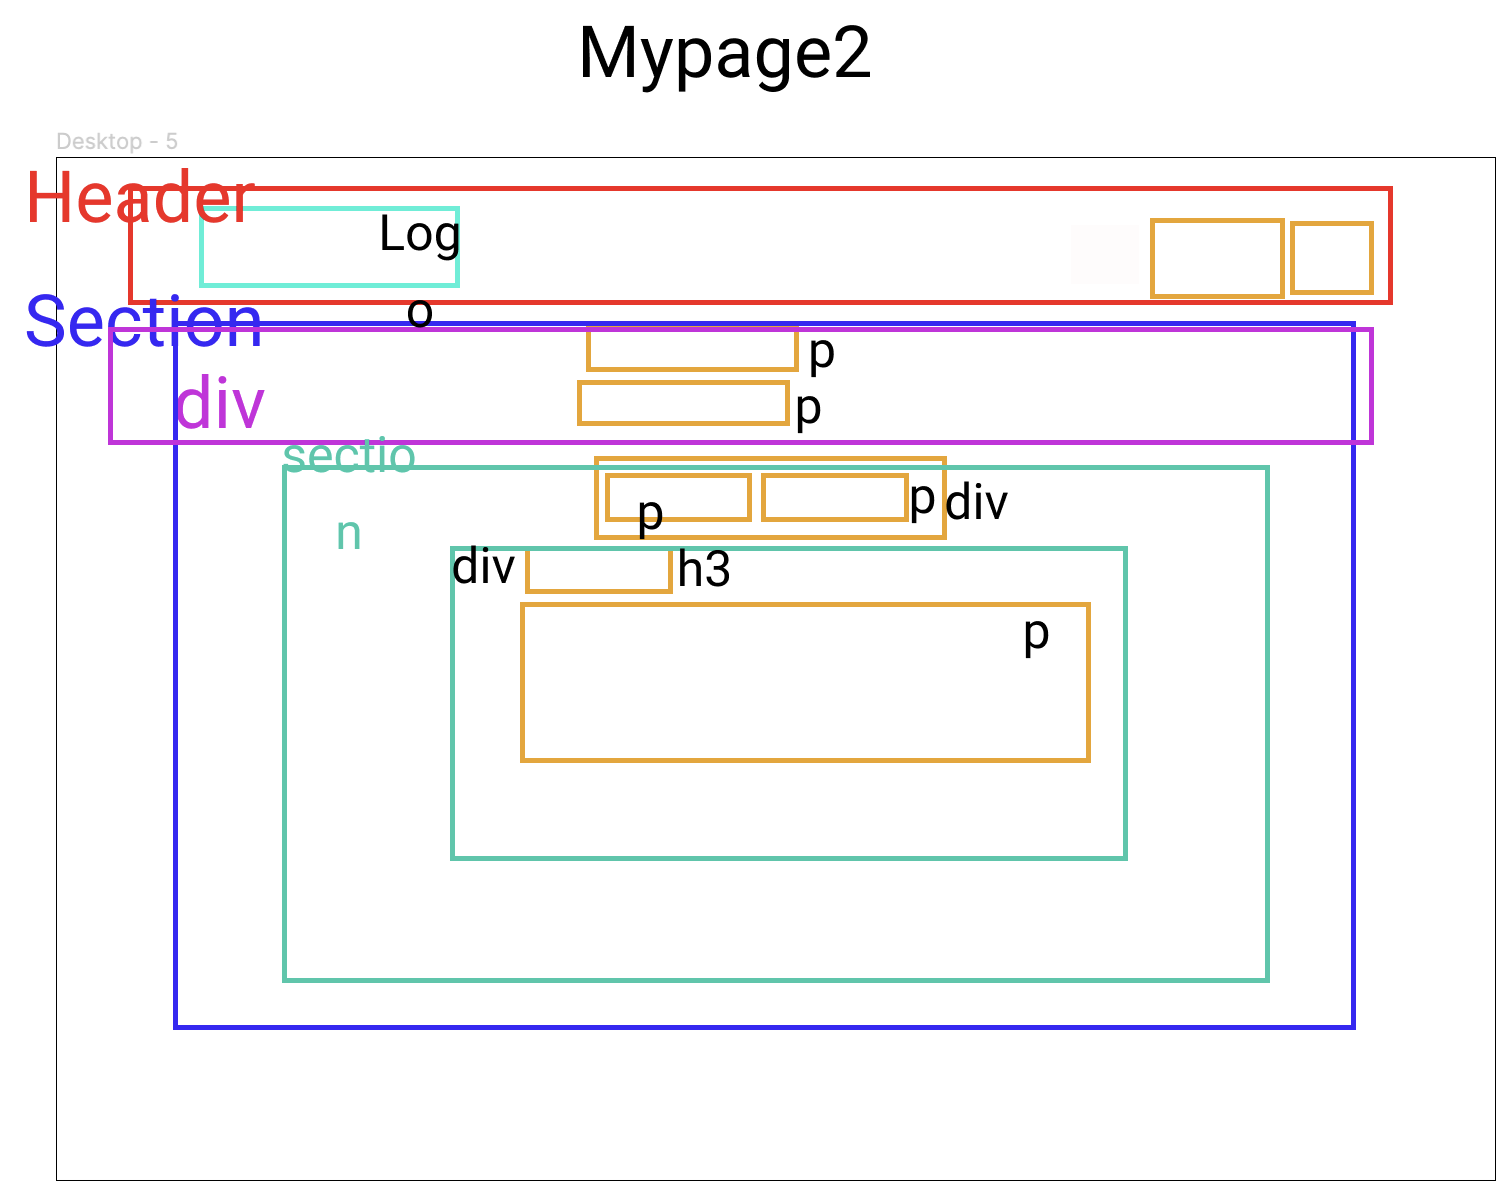 Mypage2
Desktop - 5
Header
Log
o
Section
p
div
p
sectio
n
p
p
div
div
h3
p